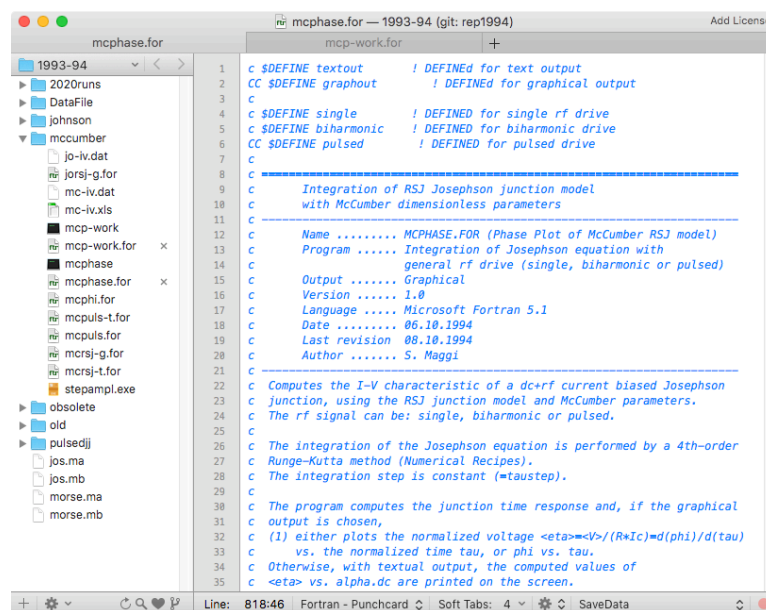 mcphase.for — 1993-94 (git: rep1994)
Add License
mcphase.for
mcp-work.for
1993-94
2020runs
DataFile
johnson
mccumber
jo-iv.dat
jorsj-g.for
mc-iv.dat
mc-iv.xls
mcp-work
mcp-work.for
mcphase
mcphase.for
mcphi.for
mcpuls-t.for
mcpuls.for
mcrsj-g.for
mcrsj-t.for
stepampl.exe
obsolete
old
pulsedjj
jos.ma
jos.mb
morse.ma
morse.mb
1 c $DEFINE textout ! DEFINEd for text output
2 CC $DEFINE graphout ! DEFINEd for graphical output
3 c
4 c $DEFINE single ! DEFINED for single rf drive
5 c $DEFINE biharmonic ! DEFINED for biharmonic drive
6 CC $DEFINE pulsed ! DEFINED for pulsed drive
7 c
8 c ====================================================================
9 c Integration of RSJ Josephson junction model
10 c with McCumber dimensionless parameters
11 c --------------------------------------------------------------------
12 c Name ......... MCPHASE.FOR (Phase Plot of McCumber RSJ model)
13 c Program ...... Integration of Josephson equation with
14 c general rf drive (single, biharmonic or pulsed)
15 c Output ....... Graphical
16 c Version ...... 1.0
17 c Language ..... Microsoft Fortran 5.1
18 c Date ......... 06.10.1994
19 c Last revision 08.10.1994
20 c Author ....... S. Maggi
21 c --------------------------------------------------------------------
22 c Computes the I-V characteristic of a dc+rf current biased Josephson
23 c junction, using the RSJ junction model and McCumber parameters.
24 c The rf signal can be: single, biharmonic or pulsed.
25 c
26 c The integration of the Josephson equation is performed by a 4th-order
27 c Runge-Kutta method (Numerical Recipes).
28 c The integration step is constant (=taustep).
29 c
30 c The program computes the junction time response and, if the graphical
31 c output is chosen,
32 c (1) either plots the normalized voltage <eta>=<V>/(R*Ic)=d(phi)/d(tau)
33 c vs. the normalized time tau, or phi vs. tau.
34 c Otherwise, with textual output, the computed values of
35 c <eta> vs. alpha.dc are printed on the screen.
Line: 818:46 Fortran - Punchcard Soft Tabs: 4 SaveData